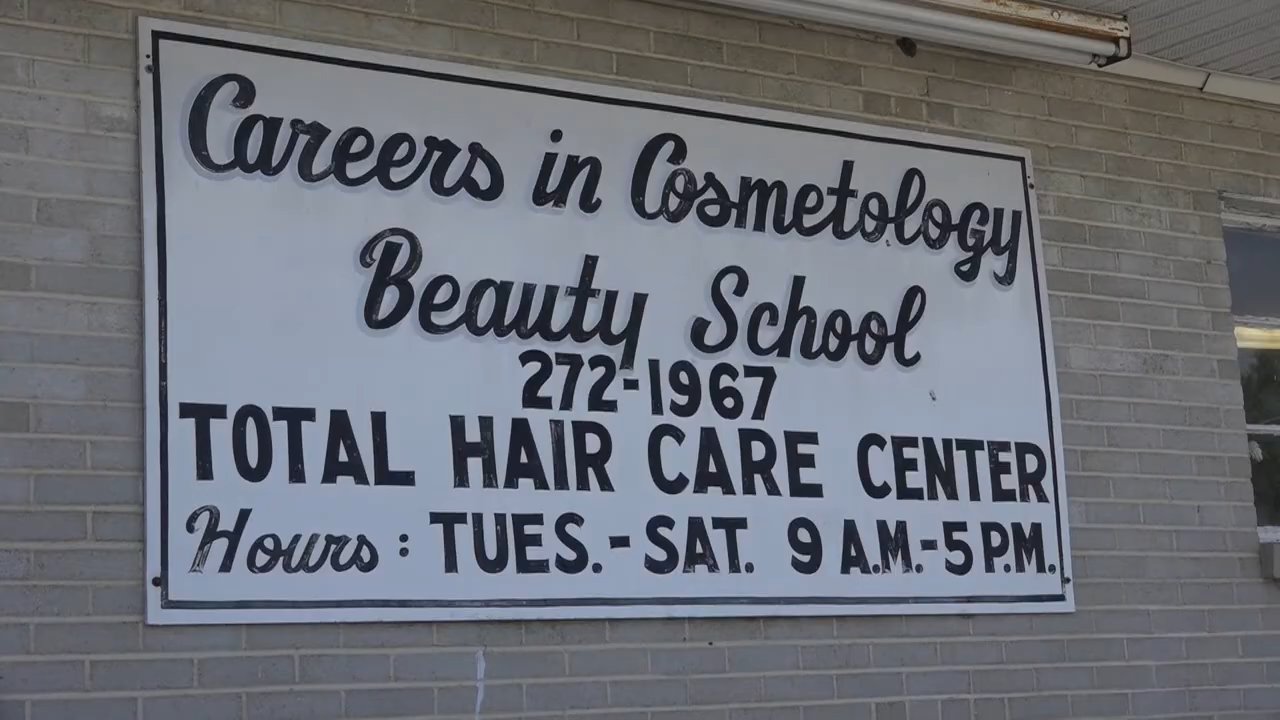 Careers in Cosmetology
Beauty School
272-1967
TOTAL HAIR CARE CENTER
Hours: TUES.-SAT. 9 A.M.-5 P.M.